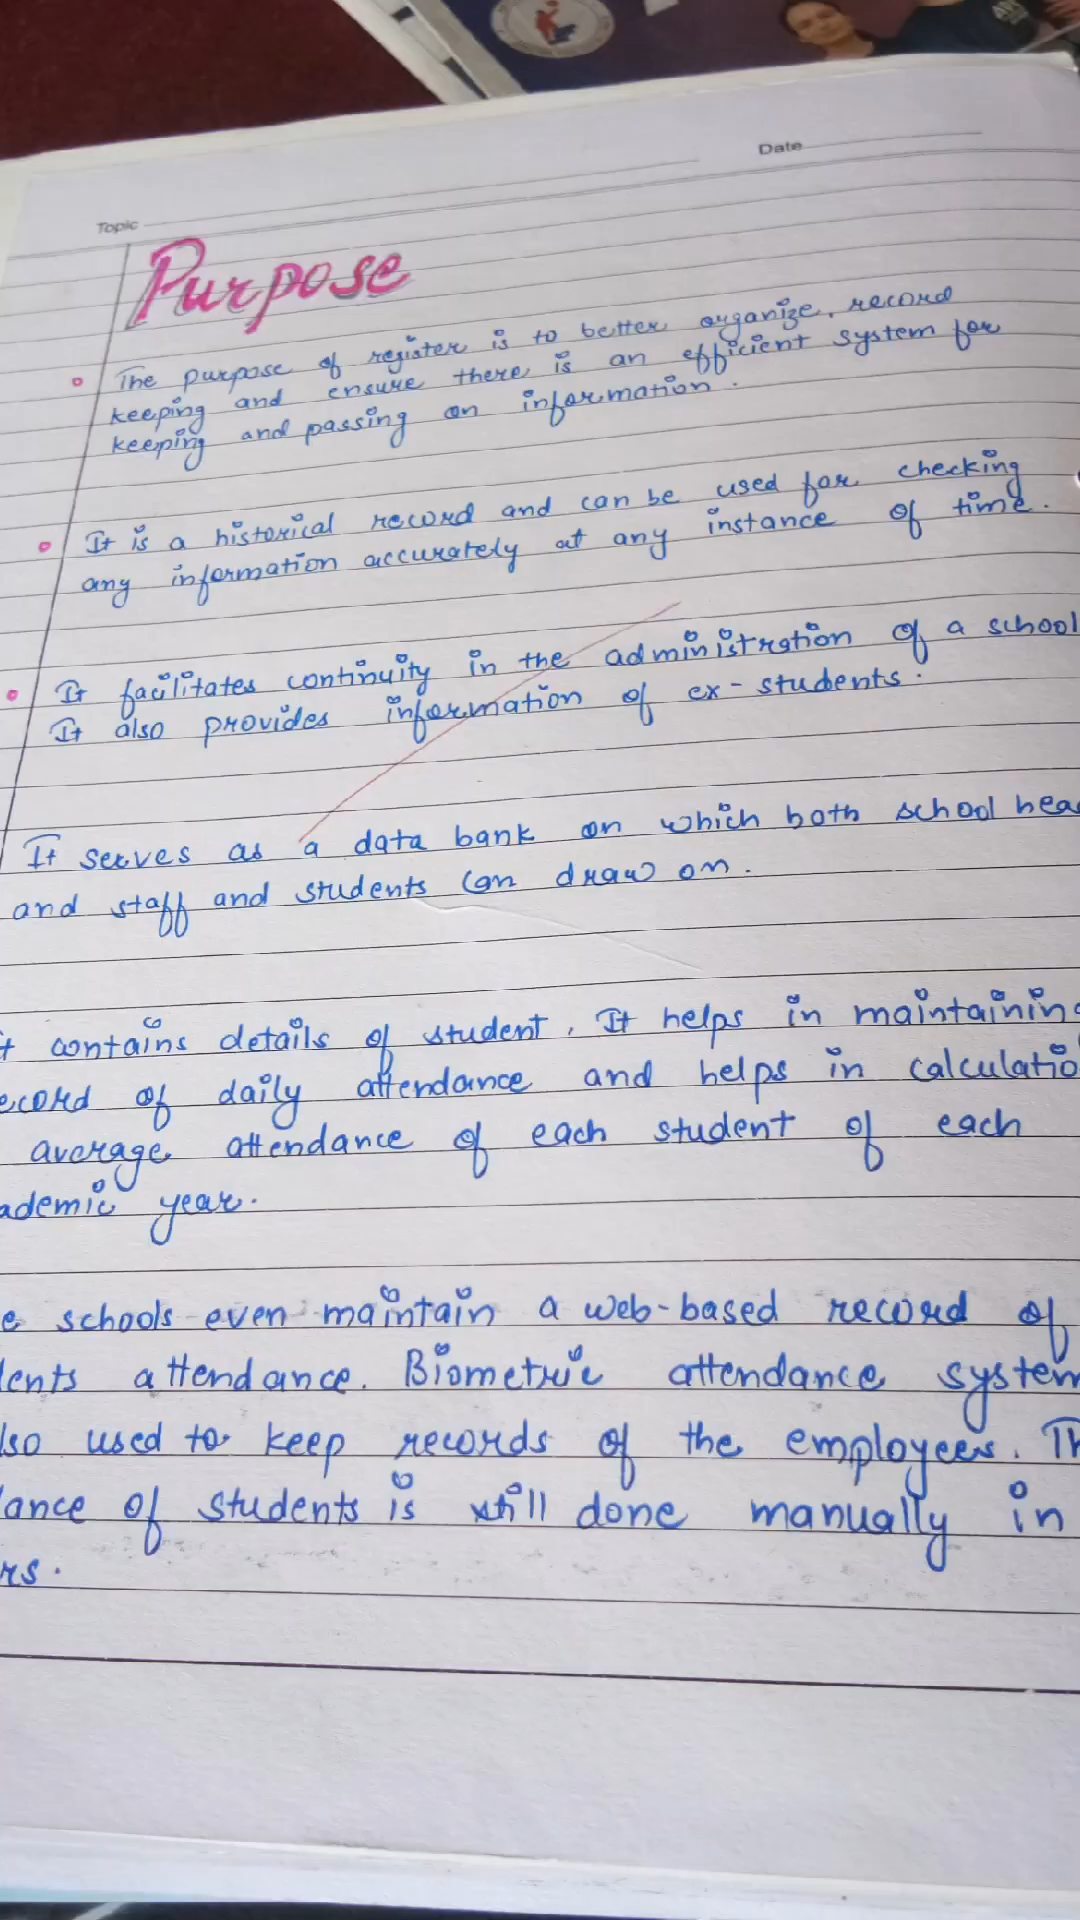 Date
Topic
Purpose
The purpose of register is to better organize, record
keeping and ensure there is an efficient system for
keeping and passing on information.
It is a historical record and can be used for checking
any information accurately at any instance of time.
It facilitates continuity in the administration of a school
It also provides information of ex-students.
It serves as a data bank on which both school hea
and staff and students can draw on.
t contains details of student, It helps in maintaining
ecord of daily attendance and helps in calculatio
average attendance of each student of each
ademic year.
e schools even maintain a web-based record of
dents attendance. Biometric attendance system
lso used to keep records of the employees. Th
dance of students is still done manually in
rs.